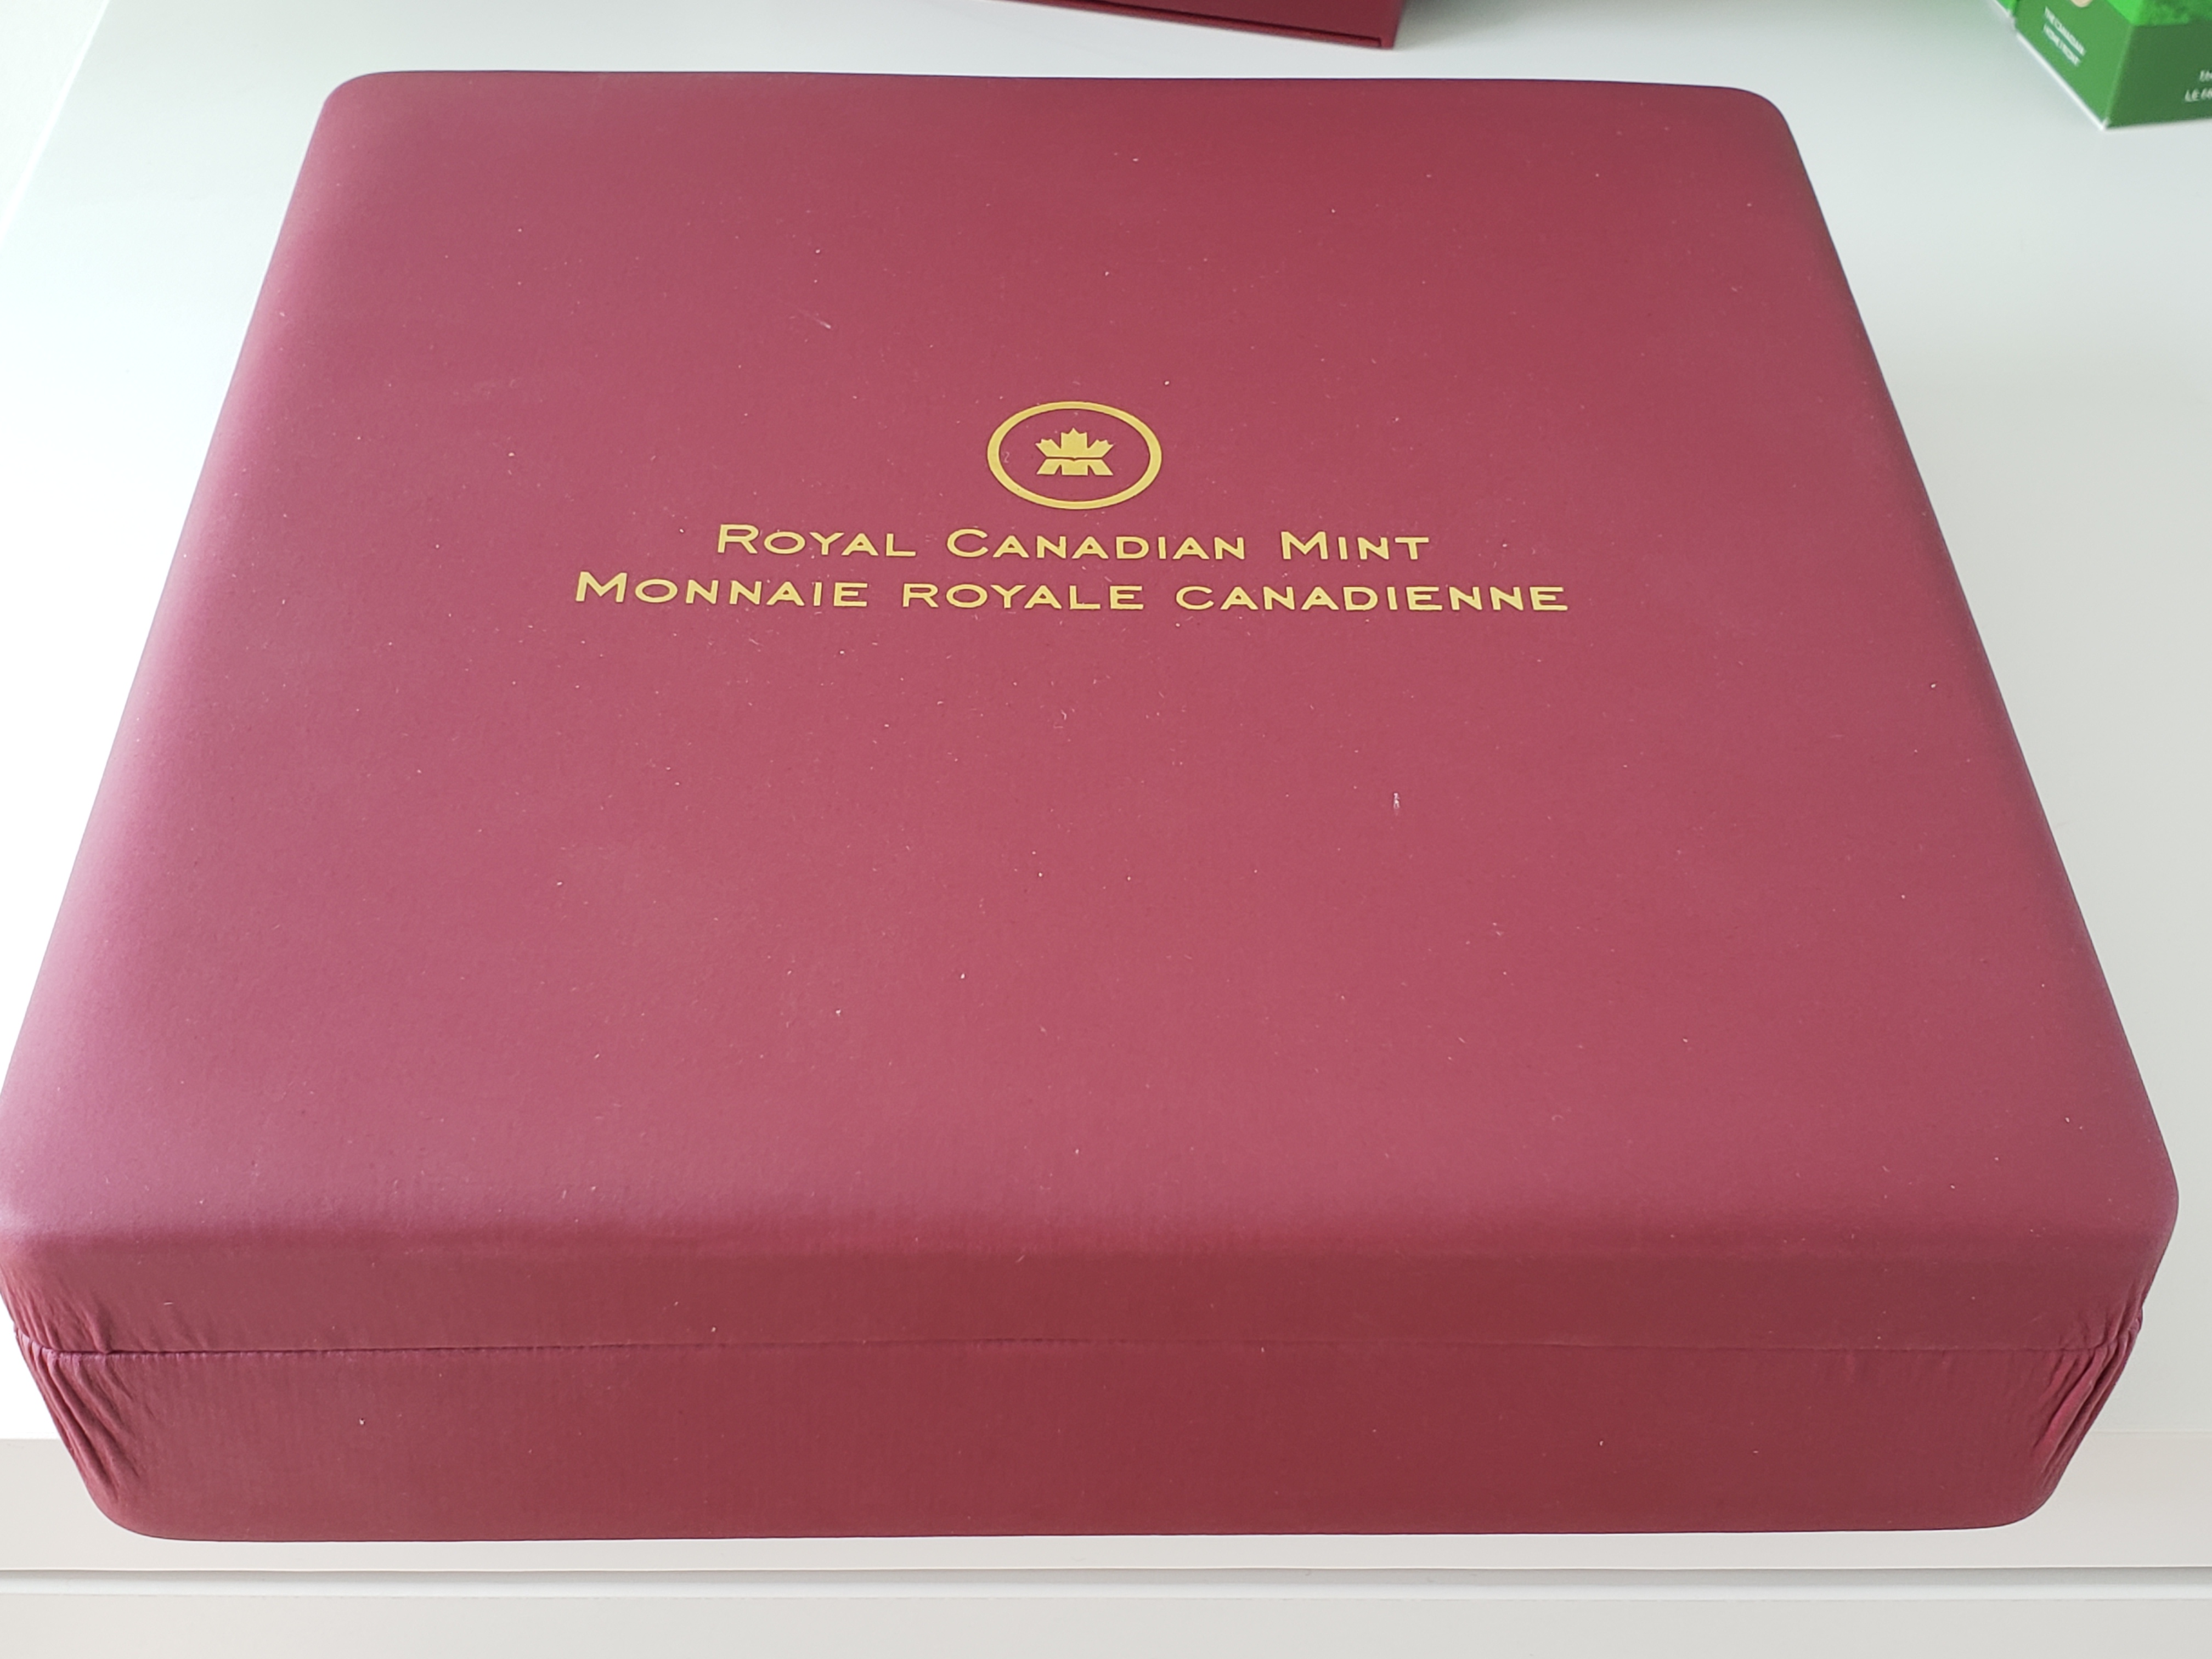 ROYAL CANADIAN MINT
MONNAIE ROYALE CANADIENNE